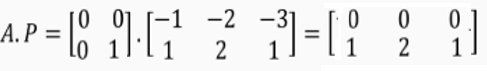 A.P = [0 0 0 1] . [−1 −2 −3 1 2 1] = [0 0 0 1 2 1]